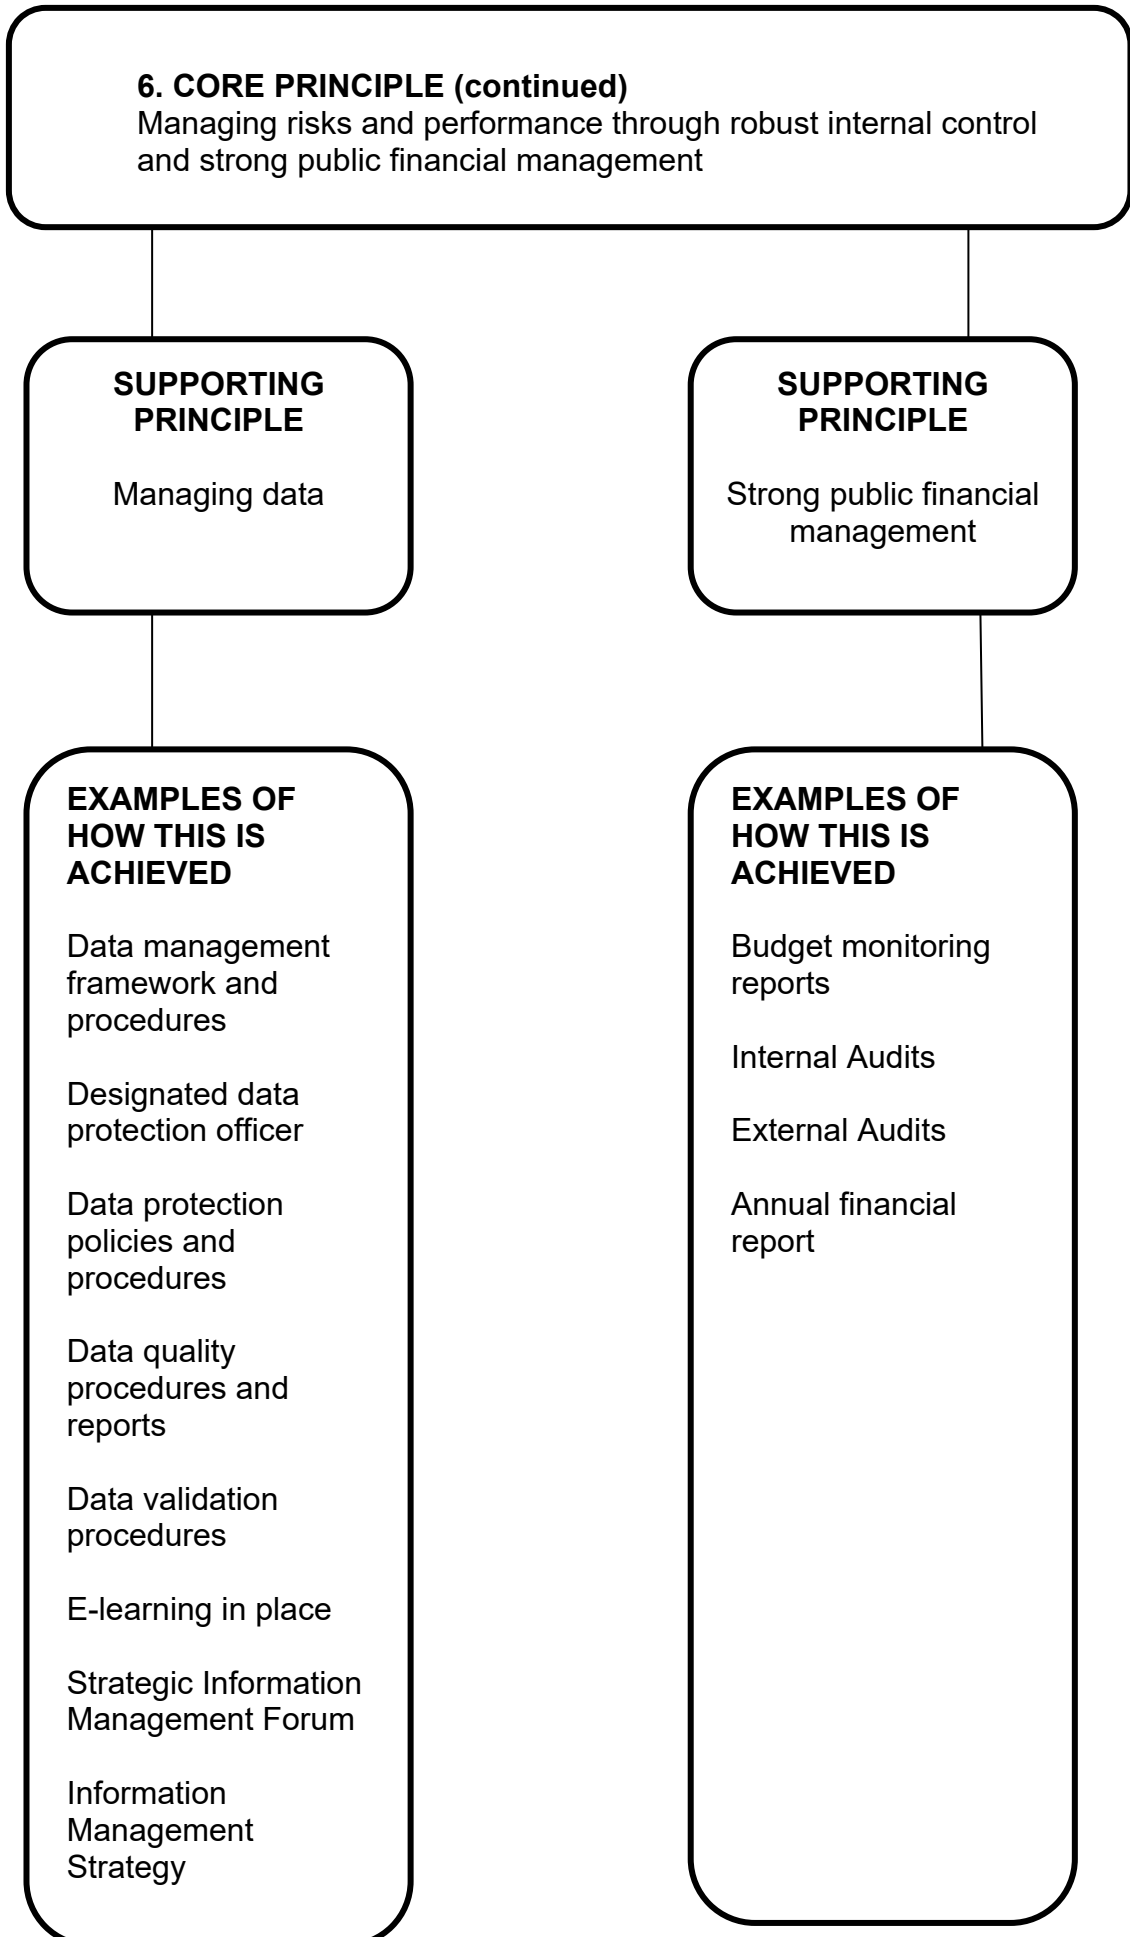 6. CORE PRINCIPLE (continued)
Managing risks and performance through robust internal control
and strong public financial management
SUPPORTING
PRINCIPLE
Managing data
SUPPORTING
PRINCIPLE
Strong public financial
management
EXAMPLES OF
HOW THIS IS
ACHIEVED
Data management
framework and
procedures
Designated data
protection officer
Data protection
policies and
procedures
Data quality
procedures and
reports
Data validation
procedures
E-learning in place
Strategic Information
Management Forum
Information
Management
Strategy
EXAMPLES OF
HOW THIS IS
ACHIEVED
Budget monitoring
reports
Internal Audits
External Audits
Annual financial
report